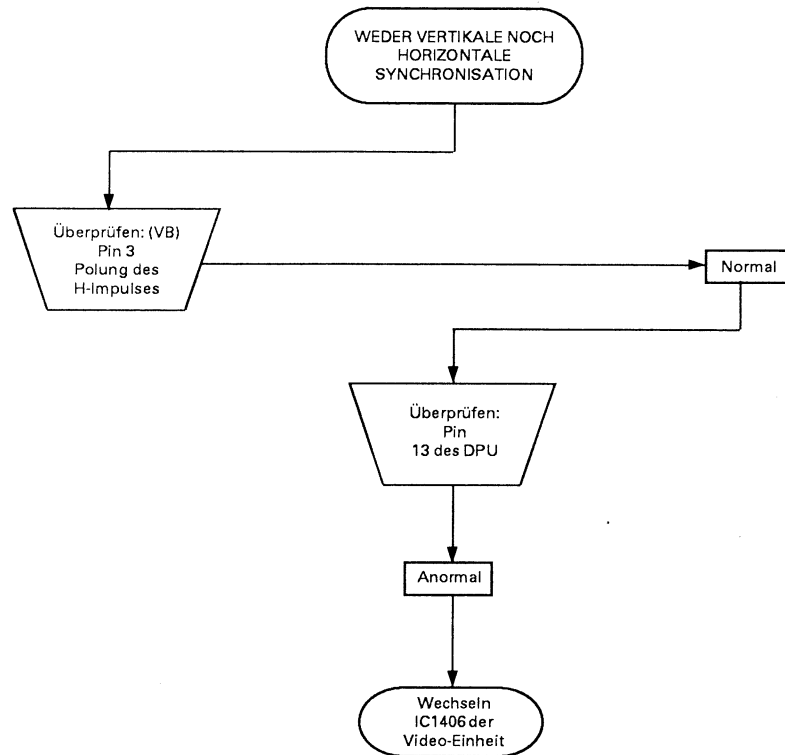 WEDER VERTIKALE NOCH
HORIZONTALE
SYNCHRONISATION
Überprüfen: (VB)
Pin 3
Polung des
H-Impulses
Normal
Überprüfen:
Pin
13 des DPU
Anormal
Wechseln
IC1406 der
Video-Einheit